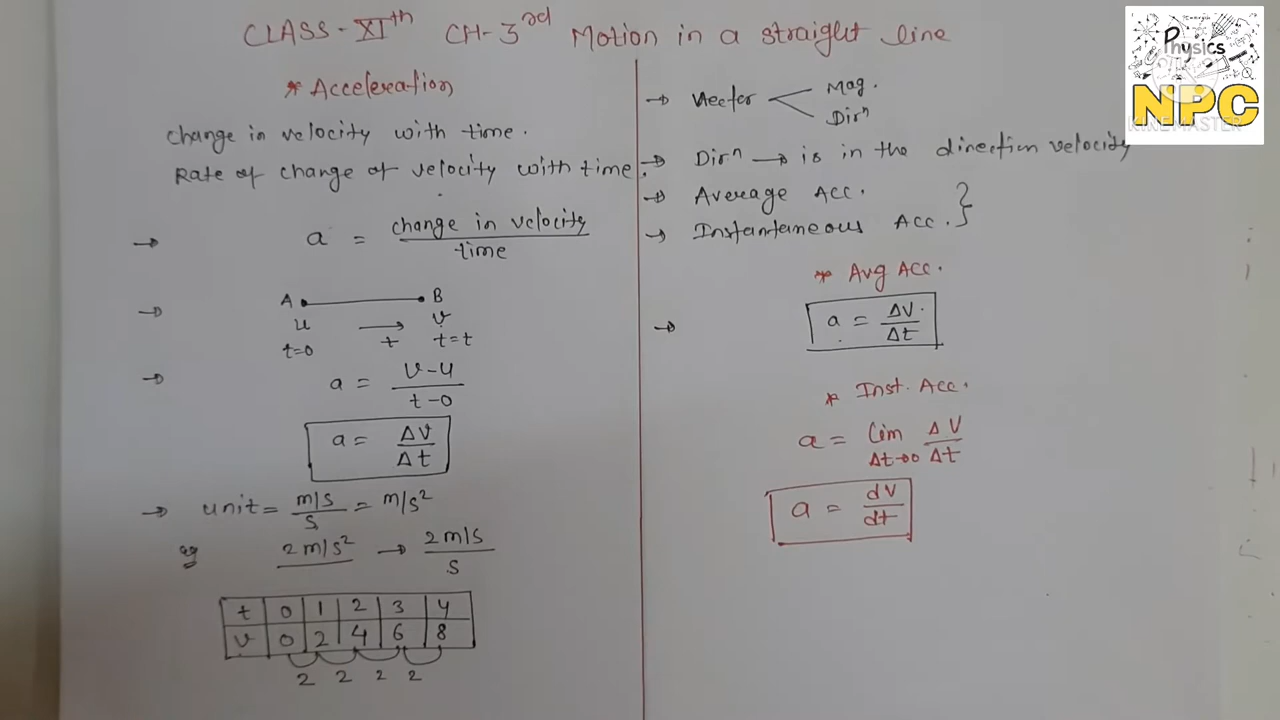 CLASS-XIth CH-3rd Motion in a straight line
* Acceleration
Change in velocity with time.
Rate of change of velocity with time.
→ a = change in velocity / time
→ A B
u → v
t=0 t t=t
→ a = v-u / t-0
a = Δv / Δt
→ unit = m/s / s = m/s²
eg 2 m/s² → 2 m/s / s
t 0 1 2 3 4
v 0 2 4 6 8
2 2 2 2
→ Vector < Mag.
Dirⁿ
→ Dirⁿ → is in the direction velocity
→ Average Acc.
→ Instantaneous Acc. }
* Avg Acc.
→ a = Δv / Δt
* Inst. Acc.
a = Lim Δt→0 Δv / Δt
a = dv / dt
Physics
NPC
KINEMASTER